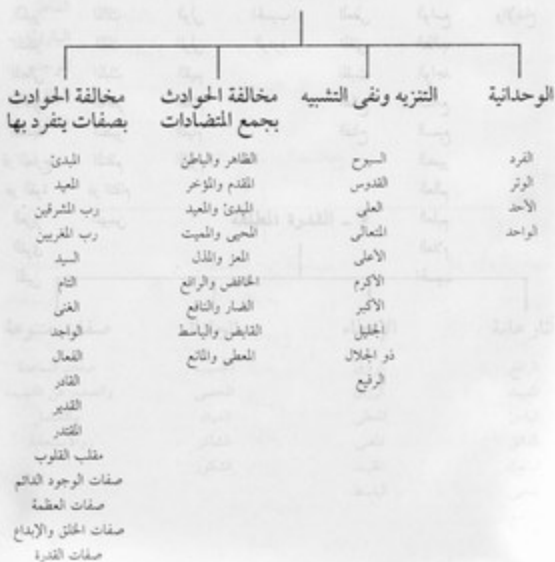 الوحدانية
الفرد
الوتر
الأحد
الواحد
التنزيه ونفى التشبيه
السبوح
القدوس
العلى
المتعالى
الاعلى
الاكرم
الأكبر
الجليل
ذو الجلال
الرفيع
مخالفة الحوادث
بجمع المتضادات
الظاهر والباطن
المقدم والمؤخر
المبدئ والمعيد
المحيى والمميت
المعز والمذل
الخافض والرافع
الضار والنافع
القابض والباسط
المعطى والمانع
مخالفة الحوادث
بصفات يتفرد بها
المبدئ
المعيد
رب المشرقين
رب المغربين
السيد
التام
الغنى
الواجد
الفعال
القادر
القدير
المقتدر
مقلب القلوب
صفات الوجود الدائم
صفات العظمة
صفات الخلق والإبداع
صفات القدرة